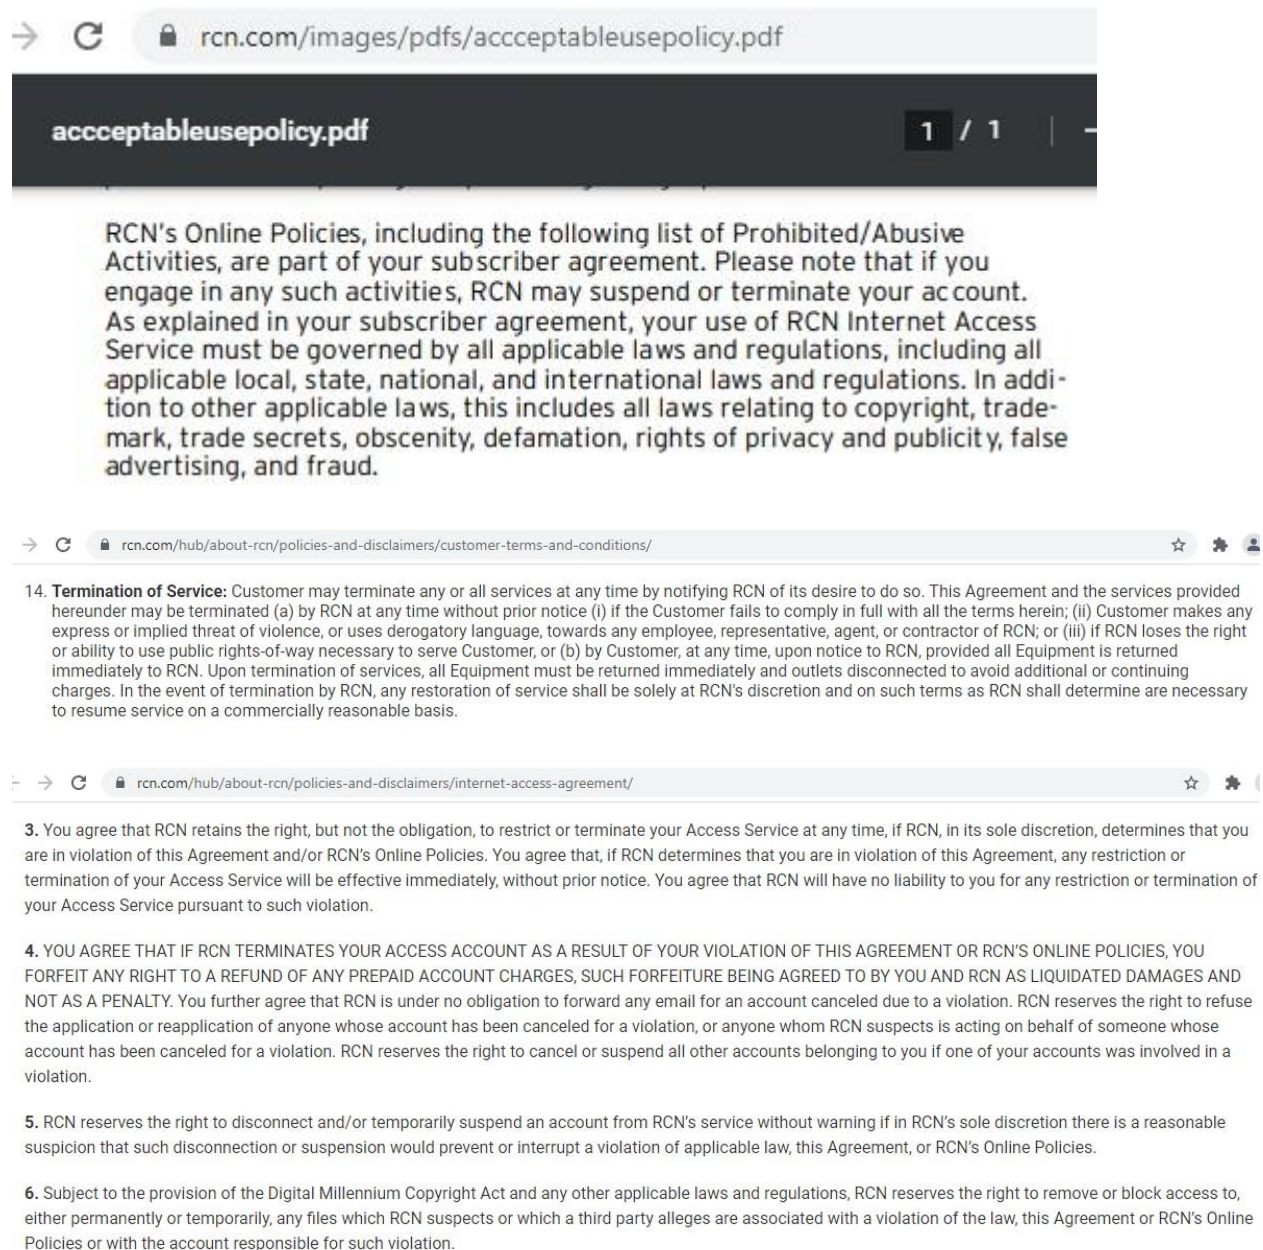 rcn.com/images/pdfs/accceptableusepolicy.pdf
accceptableusepolicy.pdf 1 / 1
RCN's Online Policies, including the following list of Prohibited/Abusive
Activities, are part of your subscriber agreement. Please note that if you
engage in any such activities, RCN may suspend or terminate your account.
As explained in your subscriber agreement, your use of RCN Internet Access
Service must be governed by all applicable laws and regulations, including all
applicable local, state, national, and international laws and regulations. In addi-
tion to other applicable laws, this includes all laws relating to copyright, trade-
mark, trade secrets, obscenity, defamation, rights of privacy and publicity, false
advertising, and fraud.
rcn.com/hub/about-rcn/policies-and-disclaimers/customer-terms-and-conditions/
14. Termination of Service: Customer may terminate any or all services at any time by notifying RCN of its desire to do so. This Agreement and the services provided
hereunder may be terminated (a) by RCN at any time without prior notice (i) if the Customer fails to comply in full with all the terms herein; (ii) Customer makes any
express or implied threat of violence, or uses derogatory language, towards any employee, representative, agent, or contractor of RCN; or (iii) if RCN loses the right
or ability to use public rights-of-way necessary to serve Customer, or (b) by Customer, at any time, upon notice to RCN, provided all Equipment is returned
immediately to RCN. Upon termination of services, all Equipment must be returned immediately and outlets disconnected to avoid additional or continuing
charges. In the event of termination by RCN, any restoration of service shall be solely at RCN's discretion and on such terms as RCN shall determine are necessary
to resume service on a commercially reasonable basis.
rcn.com/hub/about-rcn/policies-and-disclaimers/internet-access-agreement/
3. You agree that RCN retains the right, but not the obligation, to restrict or terminate your Access Service at any time, if RCN, in its sole discretion, determines that you
are in violation of this Agreement and/or RCN's Online Policies. You agree that, if RCN determines that you are in violation of this Agreement, any restriction or
termination of your Access Service will be effective immediately, without prior notice. You agree that RCN will have no liability to you for any restriction or termination of
your Access Service pursuant to such violation.
4. YOU AGREE THAT IF RCN TERMINATES YOUR ACCESS ACCOUNT AS A RESULT OF YOUR VIOLATION OF THIS AGREEMENT OR RCN'S ONLINE POLICIES, YOU
FORFEIT ANY RIGHT TO A REFUND OF ANY PREPAID ACCOUNT CHARGES, SUCH FORFEITURE BEING AGREED TO BY YOU AND RCN AS LIQUIDATED DAMAGES AND
NOT AS A PENALTY. You further agree that RCN is under no obligation to forward any email for an account canceled due to a violation. RCN reserves the right to refuse
the application or reapplication of anyone whose account has been canceled for a violation, or anyone whom RCN suspects is acting on behalf of someone whose
account has been canceled for a violation. RCN reserves the right to cancel or suspend all other accounts belonging to you if one of your accounts was involved in a
violation.
5. RCN reserves the right to disconnect and/or temporarily suspend an account from RCN's service without warning if in RCN's sole discretion there is a reasonable
suspicion that such disconnection or suspension would prevent or interrupt a violation of applicable law, this Agreement, or RCN's Online Policies.
6. Subject to the provision of the Digital Millennium Copyright Act and any other applicable laws and regulations, RCN reserves the right to remove or block access to,
either permanently or temporarily, any files which RCN suspects or which a third party alleges are associated with a violation of the law, this Agreement or RCN's Online
Policies or with the account responsible for such violation.